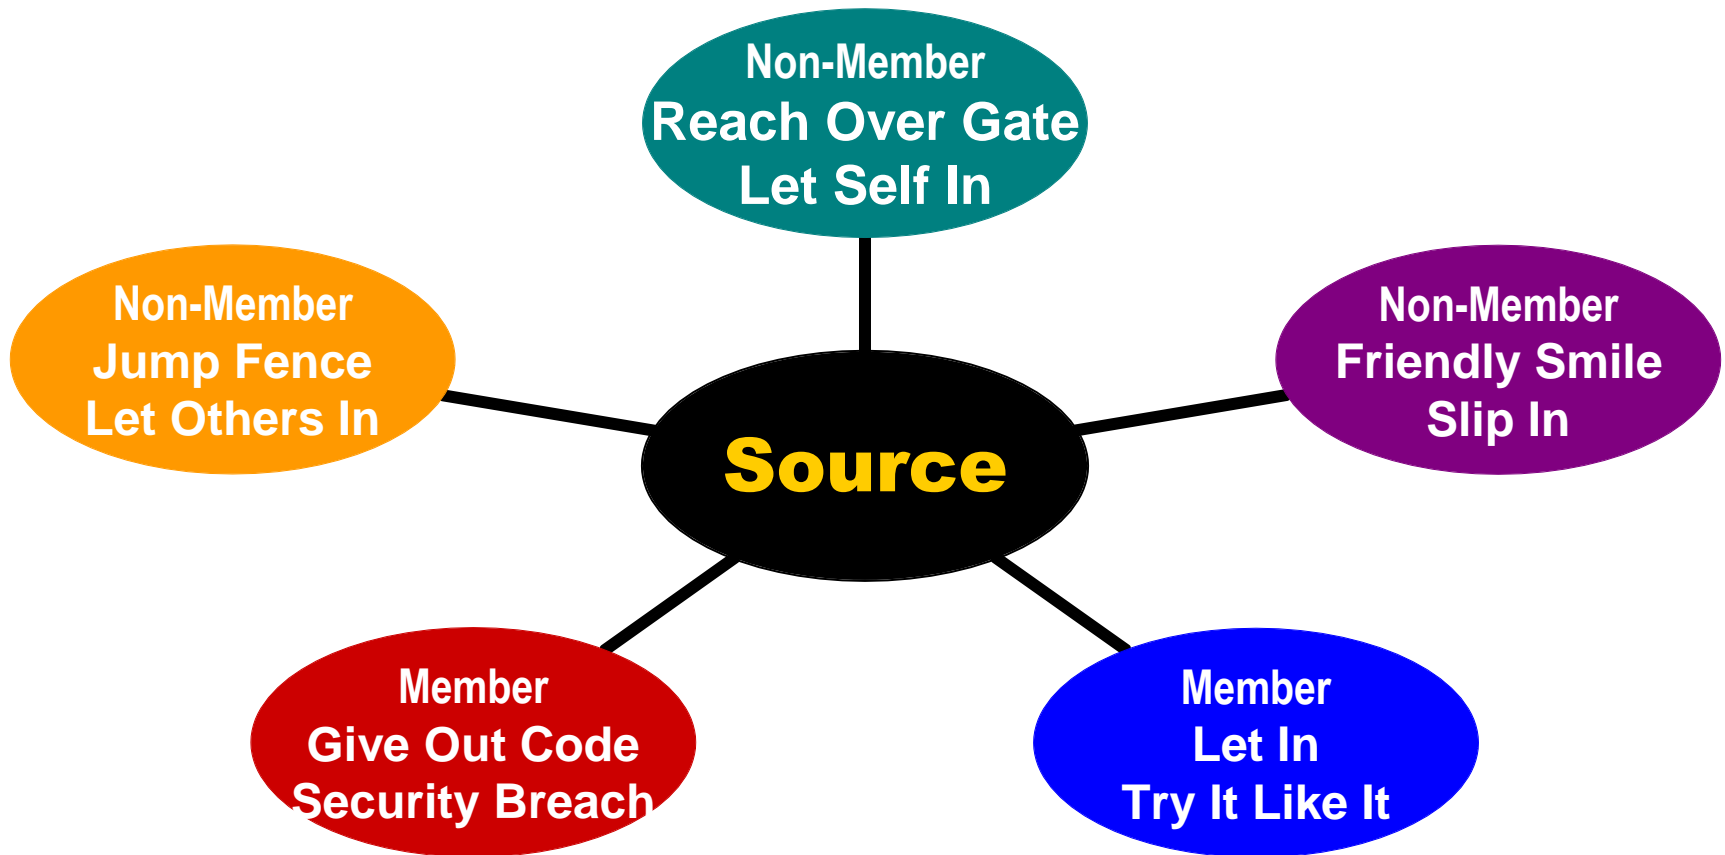 Non-Member
Reach Over Gate
Let Self In
Non-Member
Jump Fence
Let Others In
Non-Member
Friendly Smile
Slip In
Source
Member
Give Out Code
Security Breach
Member
Let In
Try It Like It